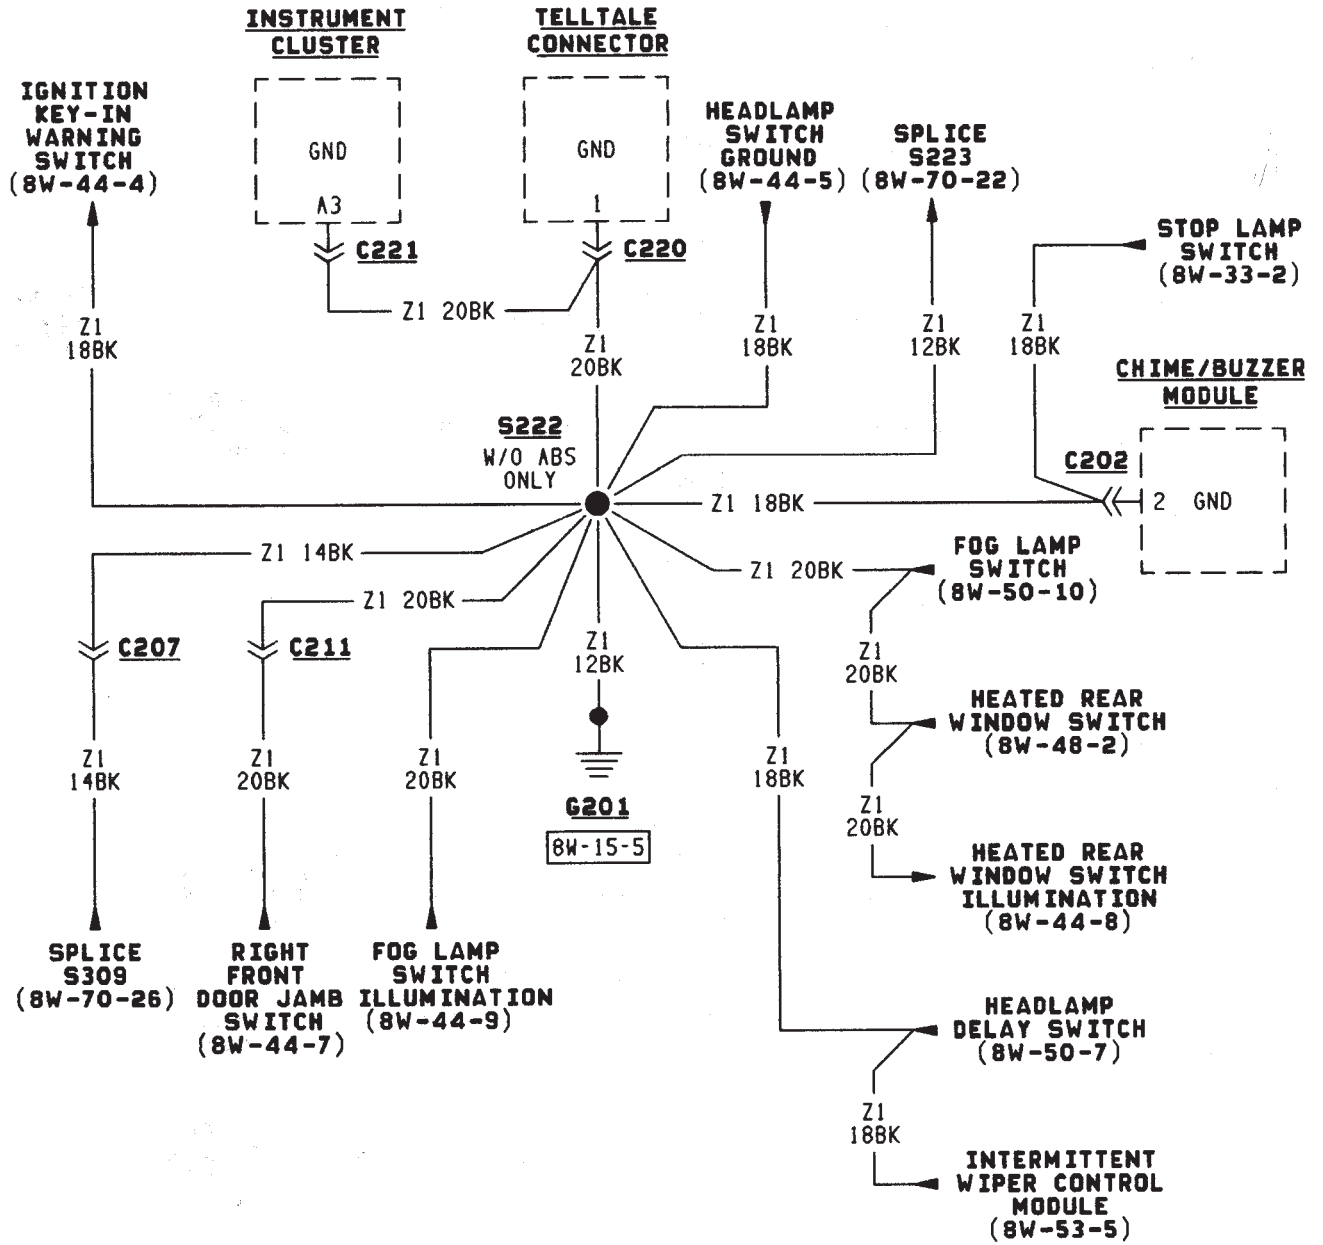 INSTRUMENT
CLUSTER
TELLTALE
CONNECTOR
IGNITION
KEY-IN
WARNING
SWITCH
(8W-44-4)
GND
A3
C221
GND
1
C220
HEADLAMP
SWITCH
GROUND
(8W-44-5)
SPLICE
S223
(8W-70-22)
STOP LAMP
SWITCH
(8W-33-2)
Z1 20BK
Z1
18BK
Z1
20BK
Z1
18BK
Z1
12BK
Z1
18BK
CHIME/BUZZER
MODULE
S222
W/O ABS
ONLY
C202
2 GND
Z1 18BK
Z1 14BK
Z1 20BK
Z1 20BK
FOG LAMP
SWITCH
(8W-50-10)
C207
C211
Z1
12BK
Z1
20BK
HEATED REAR
WINDOW SWITCH
(8W-48-2)
Z1
14BK
Z1
20BK
Z1
20BK
G201
8W-15-5
Z1
18BK
Z1
20BK
HEATED REAR
WINDOW SWITCH
ILLUMINATION
(8W-44-8)
SPLICE
S309
(8W-70-26)
RIGHT
FRONT
DOOR JAMB
SWITCH
(8W-44-7)
FOG LAMP
SWITCH
ILLUMINATION
(8W-44-9)
HEADLAMP
DELAY SWITCH
(8W-50-7)
Z1
18BK
INTERMITTENT
WIPER CONTROL
MODULE
(8W-53-5)